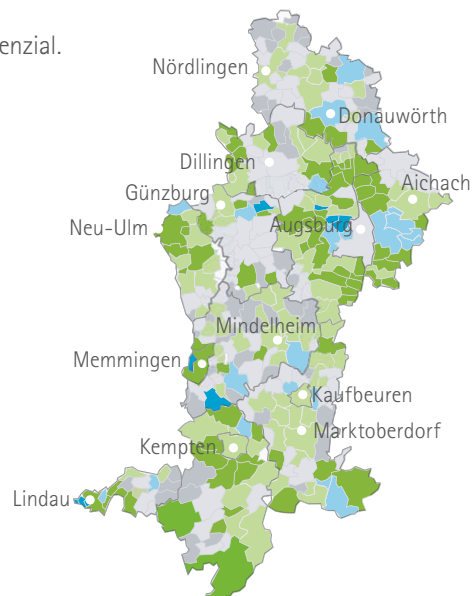 enzial.
Nördlingen
Donauwörth
Dillingen
Aichach
Günzburg
Neu-Ulm
Augsburg
Mindelheim
Memmingen
Kaufbeuren
Marktoberdorf
Kempten
Lindau